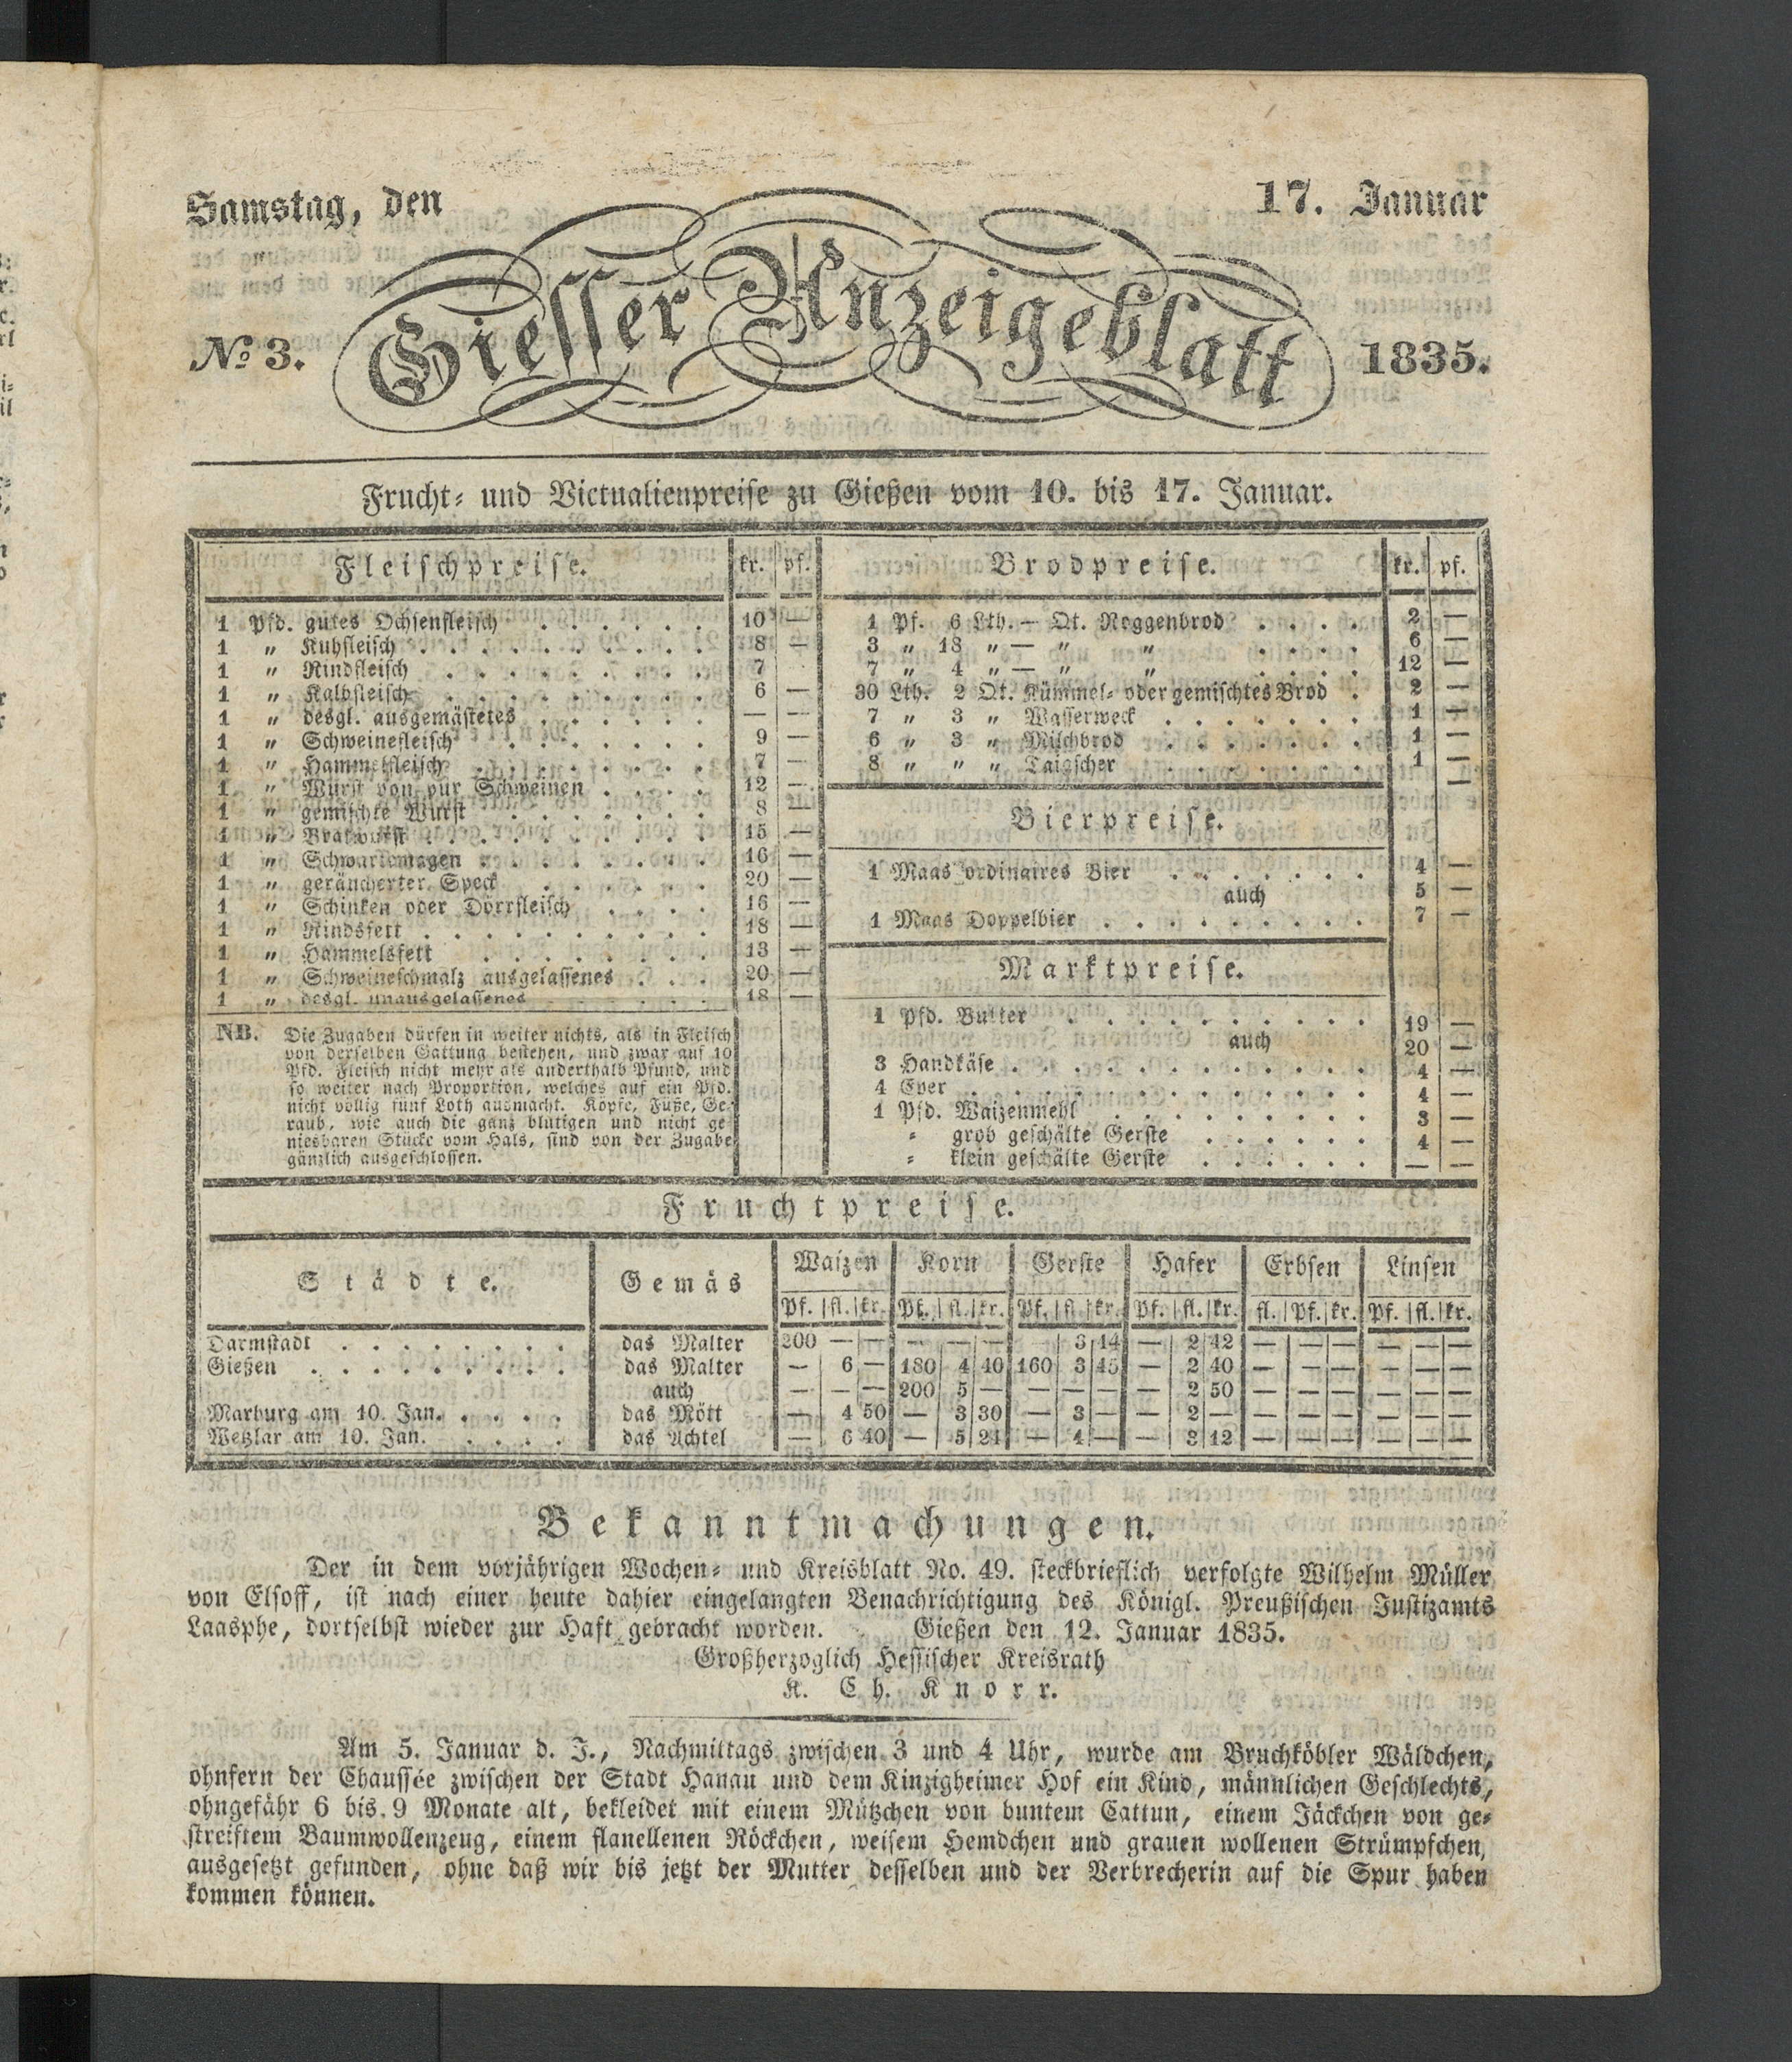 Samstag, den 17. Januar
No 3. Giesser Anzeigeblatt 1835.
Frucht- und Victualienpreise zu Gießen vom 10. bis 17. Januar.
Fleischpreise. kr. pf.
1 Pfd. gutes Ochsenfleisch . . . . . . 10 —
1 „ Kuhfleisch . . . . . . . . . 8 —
1 „ Rindfleisch . . . . . . . . 7
1 „ Kalbfleisch . . . . . . . . 6 —
1 „ desgl. ausgemästetes . . . . . . — —
1 „ Schweinefleisch . . . . . . . 9 —
1 „ Hammelfleisch . . . . . . . . 7 —
1 „ Wurst von pur Schweinen . . . . 12 —
1 „ gemischte Wurst . . . . . . . 8 —
1 „ Bratwurst . . . . . . . . . 15 —
1 „ Schwartemagen . . . . . . . . 16 —
1 „ geräucherter Speck . . . . . . 20 —
1 „ Schinken oder Dörrfleisch . . . . 16 —
1 „ Rindsfett . . . . . . . . . 18 —
1 „ Hammelsfett . . . . . . . . 13 —
1 „ Schweineschmalz ausgelassenes . . . 20 —
1 „ desgl. unausgelassenes . . . . . . 18 —
NB. Die Zugaben dürfen in weiter nichts, als in Fleisch
von derselben Gattung bestehen, und zwar auf 10
Pfd. Fleisch nicht mehr als anderthalb Pfund, und
so weiter nach Proportion, welches auf ein Pfd.
nicht völlig fünf Loth ausmacht. Köpfe, Füße, Ge-
raub, wie auch die ganz blutigen und nicht ge
niesbaren Stücke vom Hals, sind von der Zugabe
gänzlich ausgeschlossen.
Brodpreise. kr. pf.
1 Pf. 6 Lth. — Qt. Roggenbrod . . . . 2 —
3 „ 18 „ — „ „ . . . . 6 —
7 „ 4 „ — „ „ . . . . 12 —
30 Lth. 2 Qt. Kümmel- oder gemischtes Brod . 2 —
7 „ 3 „ Wasserweck . . . . . . . 1 —
6 „ 3 „ Milchbrod . . . . . . . 1 —
8 „ „ „ Taigscher . . . . . . . 1 —
—
Bierpreise.
1 Maas ordinaires Bier . . . . . . . 4 —
auch 5 —
1 Maas Doppelbier . . . . . . . . . 7 —
Marktpreise.
1 Pfd. Butter . . . . . . . . . . 19 —
auch 20 —
3 Handkäse . . . . . . . . . . . . 4 —
4 Eyer . . . . . . . . . . . . . 4 —
1 Pfd. Waizenmehl . . . . . . . . . 3 —
- grob geschälte Gerste . . . . . . 4 —
- klein geschälte Gerste . . . . . . — —
Fruchtpreise.
Städte. Gemäs Waizen Korn Gerste Hafer Erbsen Linsen
Pf. fl. kr. Pf. fl. kr. Pf. fl kr. Pf. fl. kr. fl. Pf. kr. Pf. fl. kr.
Darmstadt . . . . . . . . das Malter 200 — — — — — 3 14 — 2 42 — — — — — —
Gießen . . . . . . . . . das Malter — 6 — 180 4 40 160 3 45 — 2 40 — — — — — —
auch — — — 200 5 — — — — — 2 50 — — — — — —
Marburg am 10. Jan. . . . . das Mött — 4 50 — 3 30 — 3 — — 2 — — — — — — —
Wetzlar am 10. Jan. . . . . das Achtel — 6 40 — 5 24 — 4 — — 3 12 — — — — — —
Bekanntmachungen.
Der in dem vorjährigen Wochen- und Kreisblatt No. 49. steckbrieflich verfolgte Wilhelm Müller
von Elsoff, ist nach einer heute dahier eingelangten Benachrichtigung des Königl. Preußischen Justizamts
Laasphe, dortselbst wieder zur Haft gebracht worden. Gießen den 12. Januar 1835.
Großherzoglich Hessischer Kreisrath
K. Ch. Knorr.
Am 5. Januar d. J., Nachmittags zwischen 3 und 4 Uhr, wurde am Bruchköbler Wäldchen,
ohnfern der Chaussée zwischen der Stadt Hanau und dem Kinzigheimer Hof ein Kind, männlichen Geschlechts,
ohngefähr 6 bis 9 Monate alt, bekleidet mit einem Mützchen von buntem Cattun, einem Jäckchen von ge-
streiftem Baumwollenzeug, einem flanellenen Röckchen, weisem Hemdchen und grauen wollenen Strümpfchen,
ausgesetzt gefunden, ohne daß wir bis jetzt der Mutter desselben und der Verbrecherin auf die Spur haben
kommen können.